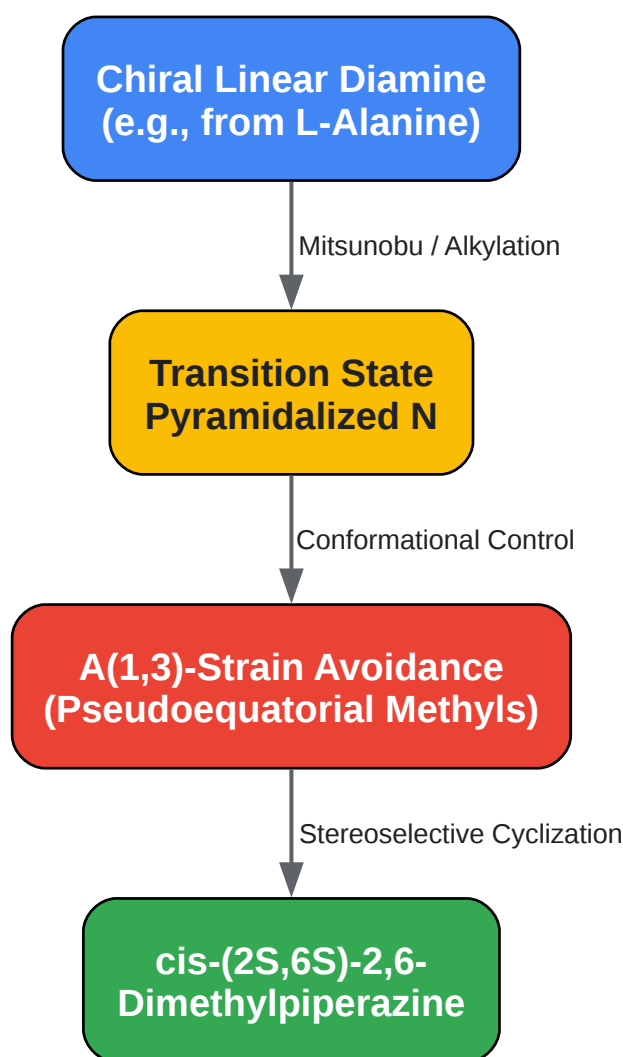 Chiral Linear Diamine
(e.g., from L-Alanine)
Mitsunobu / Alkylation
Transition State
Pyramidalized N
Conformational Control
A(1,3)-Strain Avoidance
(Pseudoequatorial Methyls)
Stereoselective Cyclization
cis-(2S,6S)-2,6-
Dimethylpiperazine